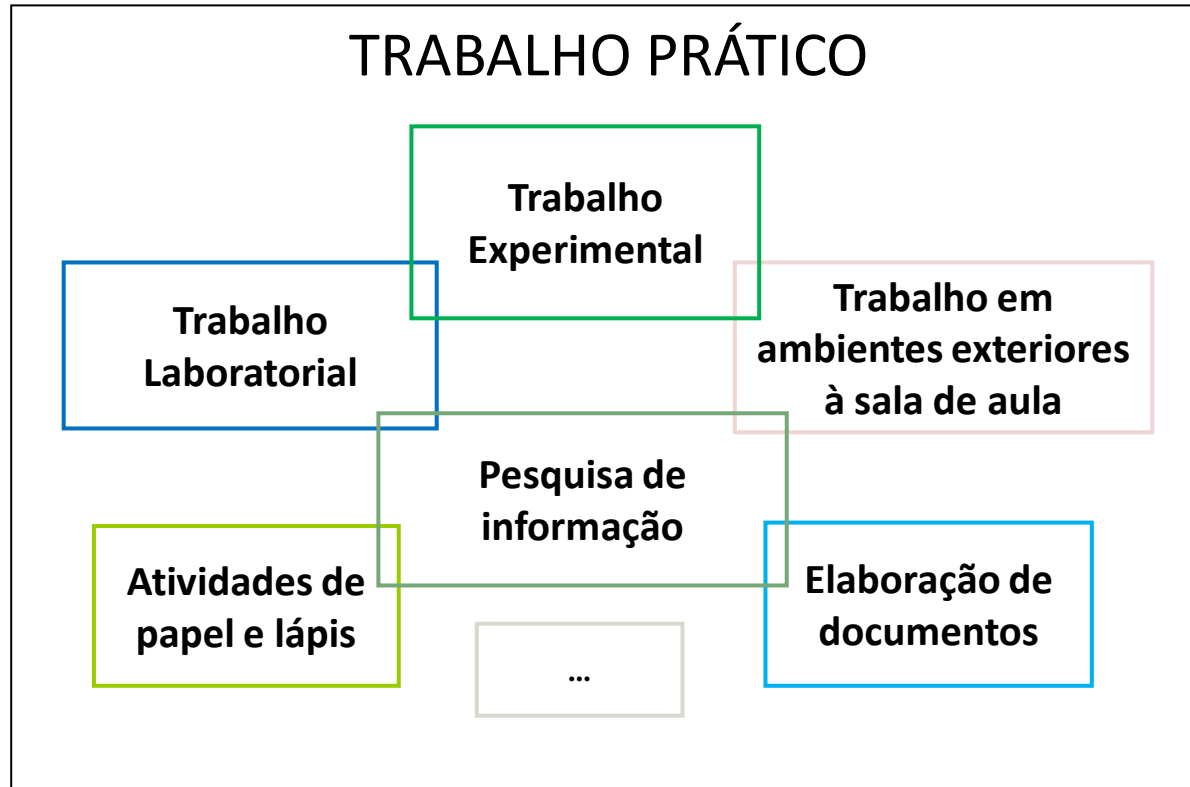 TRABALHO PRÁTICO
Trabalho
Experimental
Trabalho
Laboratorial
Trabalho em
ambientes exteriores
à sala de aula
Pesquisa de
informação
Atividades de
papel e lápis
Elaboração de
documentos
...